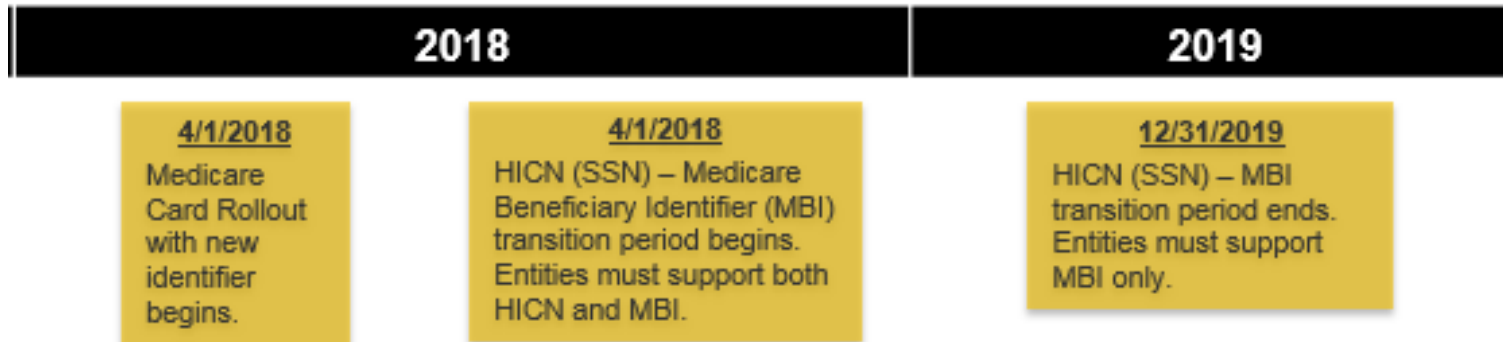 2018
2019
4/1/2018
Medicare
Card Rollout
with new
identifier
begins.
4/1/2018
HICN (SSN) – Medicare
Beneficiary Identifier (MBI)
transition period begins.
Entities must support both
HICN and MBI.
12/31/2019
HICN (SSN) – MBI
transition period ends.
Entities must support
MBI only.